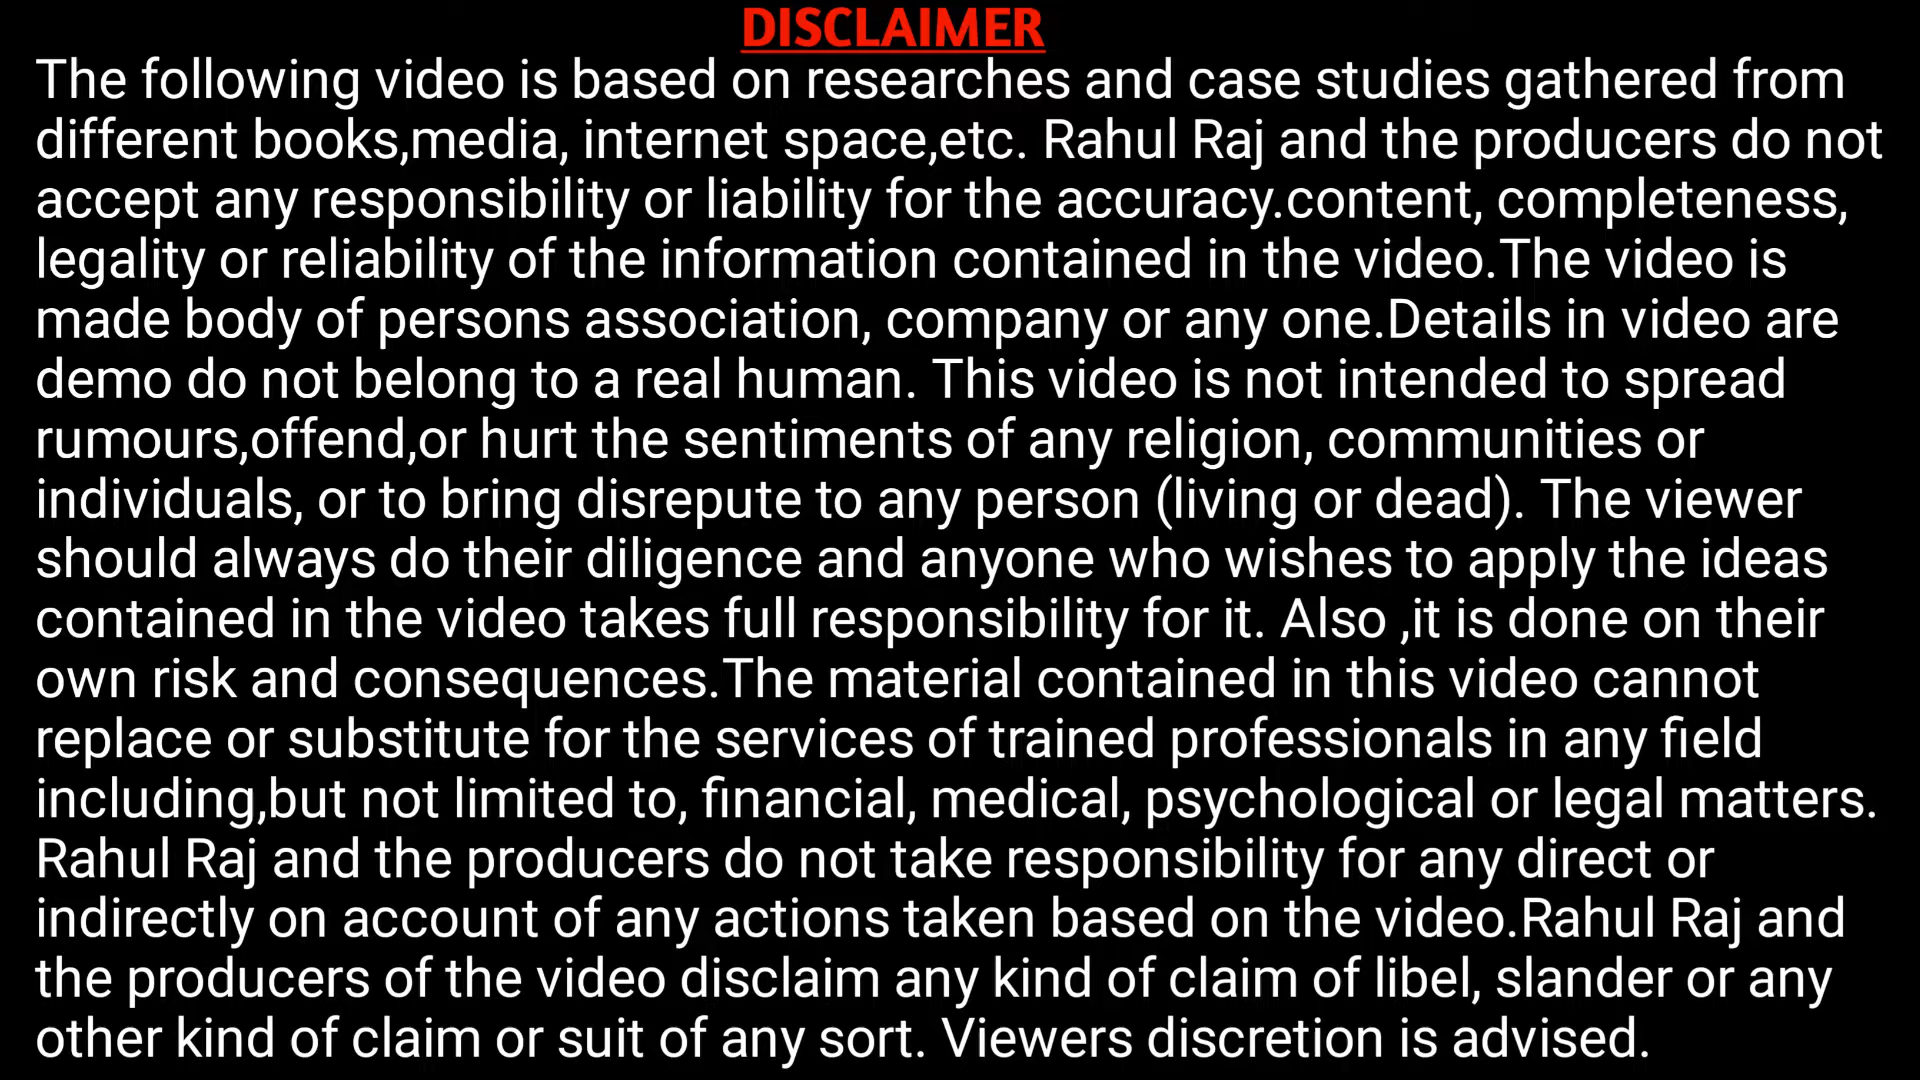 DISCLAIMER
The following video is based on researches and case studies gathered from
different books,media, internet space,etc. Rahul Raj and the producers do not
accept any responsibility or liability for the accuracy.content, completeness,
legality or reliability of the information contained in the video.The video is
made body of persons association, company or any one.Details in video are
demo do not belong to a real human. This video is not intended to spread
rumours,offend,or hurt the sentiments of any religion, communities or
individuals, or to bring disrepute to any person (living or dead). The viewer
should always do their diligence and anyone who wishes to apply the ideas
contained in the video takes full responsibility for it. Also ,it is done on their
own risk and consequences.The material contained in this video cannot
replace or substitute for the services of trained professionals in any field
including,but not limited to, financial, medical, psychological or legal matters.
Rahul Raj and the producers do not take responsibility for any direct or
indirectly on account of any actions taken based on the video.Rahul Raj and
the producers of the video disclaim any kind of claim of libel, slander or any
other kind of claim or suit of any sort. Viewers discretion is advised.